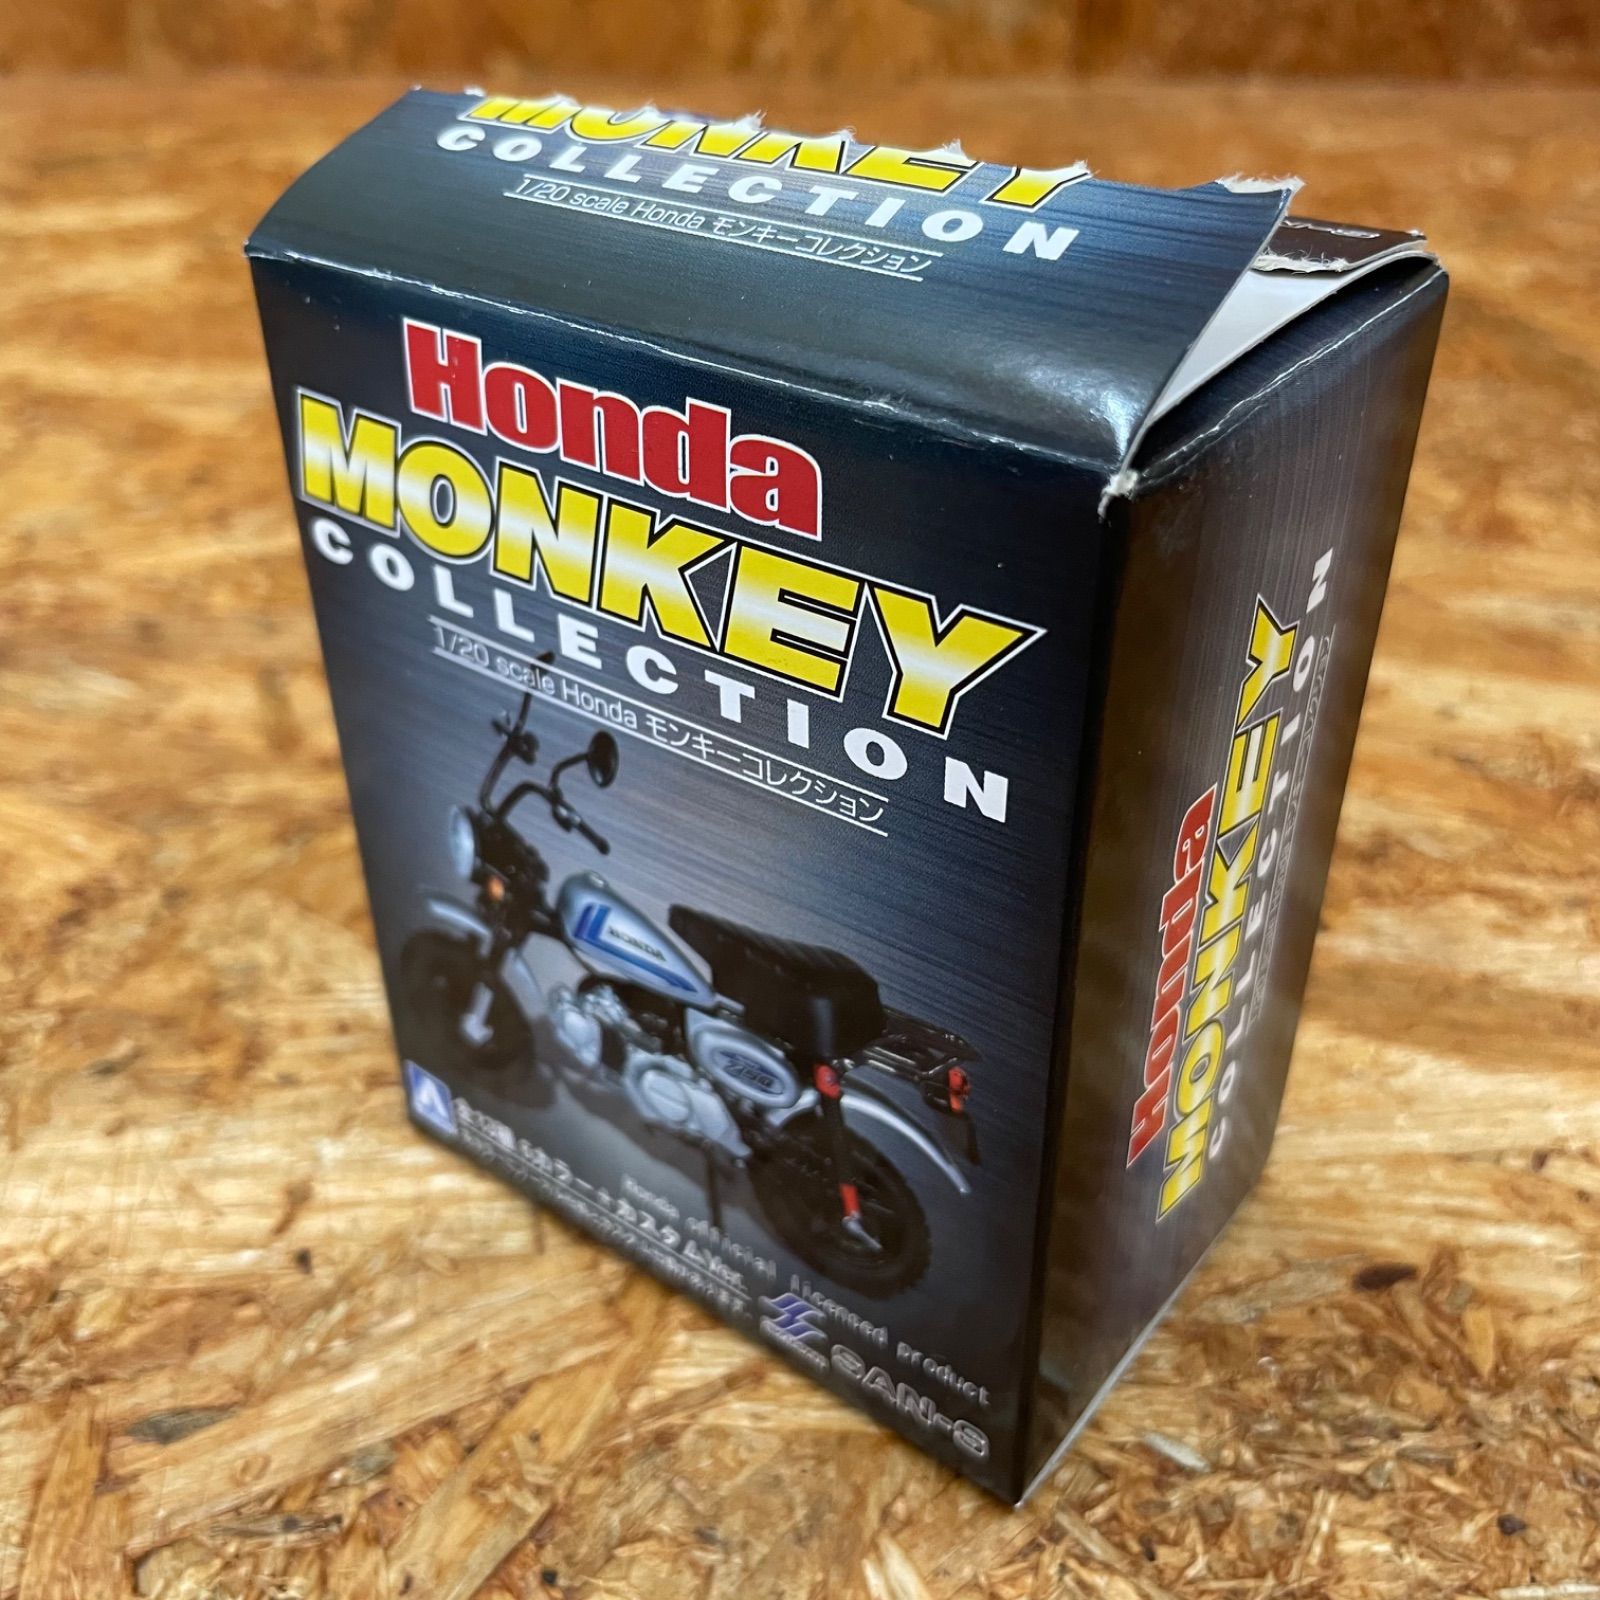 MONKEY
COLLECTION
1/20 scale Honda モンキーコレクション
Honda
MONKEY
COLLECTION
1/20 scale Honda モンキーコレクション
HONDA
Z50
Honda official licensed product
SAN-S
Honda
MONKEY
COLLECTION